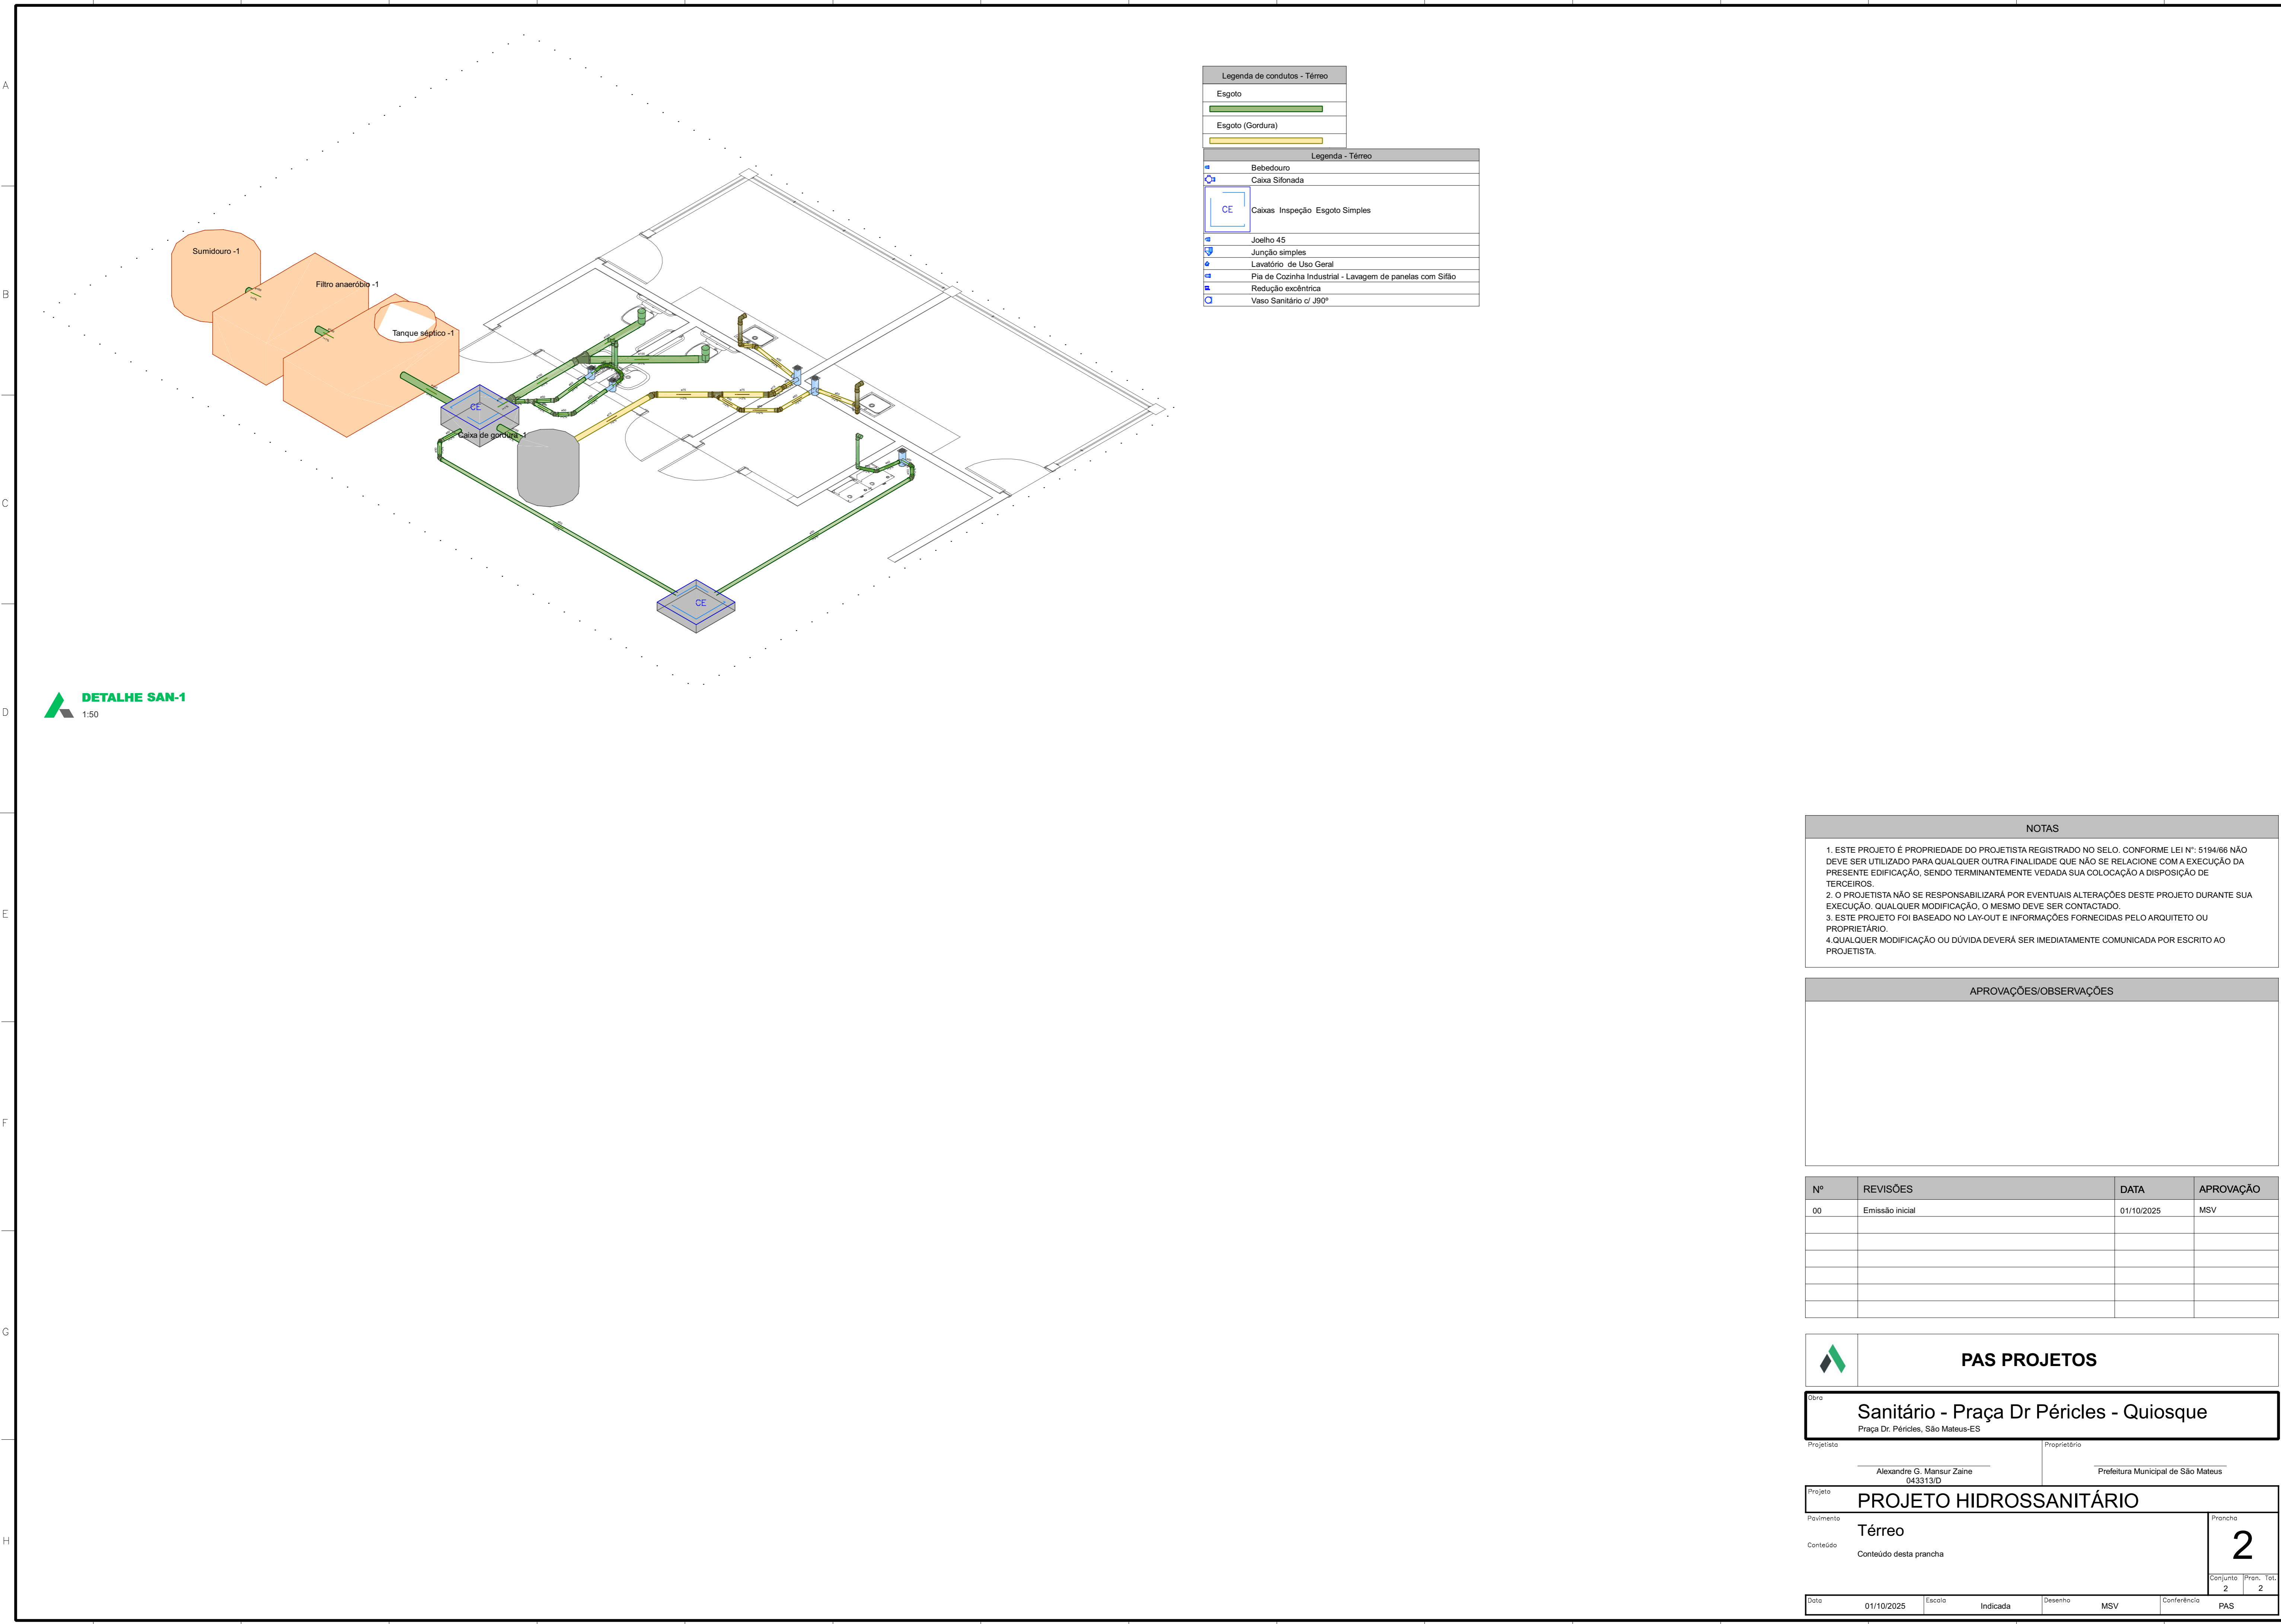 A
B
C
D
E
F
G
H
Sumidouro -1
Filtro anaeróbio -1
Tanque séptico -1
CE
Caixa de gordura -1
CE
DETALHE SAN-1
1:50
Legenda de condutos - Térreo
Esgoto
Esgoto (Gordura)
Legenda - Térreo
Bebedouro
Caixa Sifonada
CE
Caixas Inspeção Esgoto Simples
Joelho 45
Junção simples
Lavatório de Uso Geral
Pia de Cozinha Industrial - Lavagem de panelas com Sifão
Redução excêntrica
Vaso Sanitário c/ J90º
NOTAS
1. ESTE PROJETO É PROPRIEDADE DO PROJETISTA REGISTRADO NO SELO. CONFORME LEI N°: 5194/66 NÃO
DEVE SER UTILIZADO PARA QUALQUER OUTRA FINALIDADE QUE NÃO SE RELACIONE COM A EXECUÇÃO DA
PRESENTE EDIFICAÇÃO, SENDO TERMINANTEMENTE VEDADA SUA COLOCAÇÃO A DISPOSIÇÃO DE
TERCEIROS.
2. O PROJETISTA NÃO SE RESPONSABILIZARÁ POR EVENTUAIS ALTERAÇÕES DESTE PROJETO DURANTE SUA
EXECUÇÃO. QUALQUER MODIFICAÇÃO, O MESMO DEVE SER CONTACTADO.
3. ESTE PROJETO FOI BASEADO NO LAY-OUT E INFORMAÇÕES FORNECIDAS PELO ARQUITETO OU
PROPRIETÁRIO.
4.QUALQUER MODIFICAÇÃO OU DÚVIDA DEVERÁ SER IMEDIATAMENTE COMUNICADA POR ESCRITO AO
PROJETISTA.
APROVAÇÕES/OBSERVAÇÕES
Nº REVISÕES DATA APROVAÇÃO
00 Emissão inicial 01/10/2025 MSV
PAS PROJETOS
Obra
Sanitário - Praça Dr Péricles - Quiosque
Praça Dr. Péricles, São Mateus-ES
Projetista Proprietário
Alexandre G. Mansur Zaine Prefeitura Municipal de São Mateus
043313/D
Projeto
PROJETO HIDROSSANITÁRIO
Pavimento Prancha
Térreo
2
Conteúdo
Conteúdo desta prancha
Conjunto Pran. Tot.
2 2
Data 01/10/2025 Escala Indicada Desenho MSV Conferência PAS